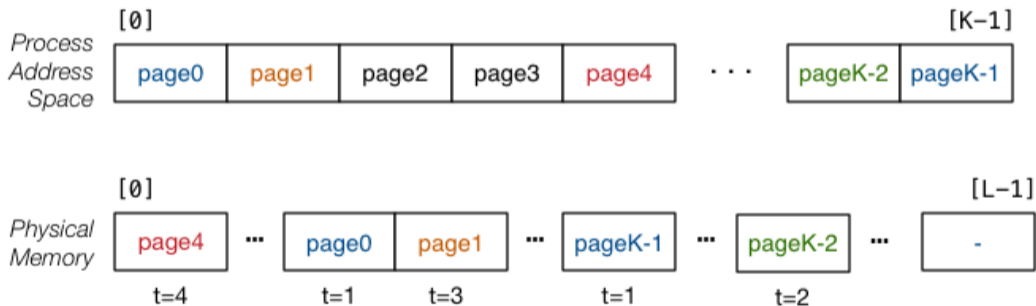 [0] [K-1]
Process
Address
Space
page0 page1 page2 page3 page4 . . . pageK-2 pageK-1
[0] [L-1]
Physical
Memory
page4 ... page0 page1 ... pageK-1 ... pageK-2 ... -
t=4 t=1 t=3 t=1 t=2